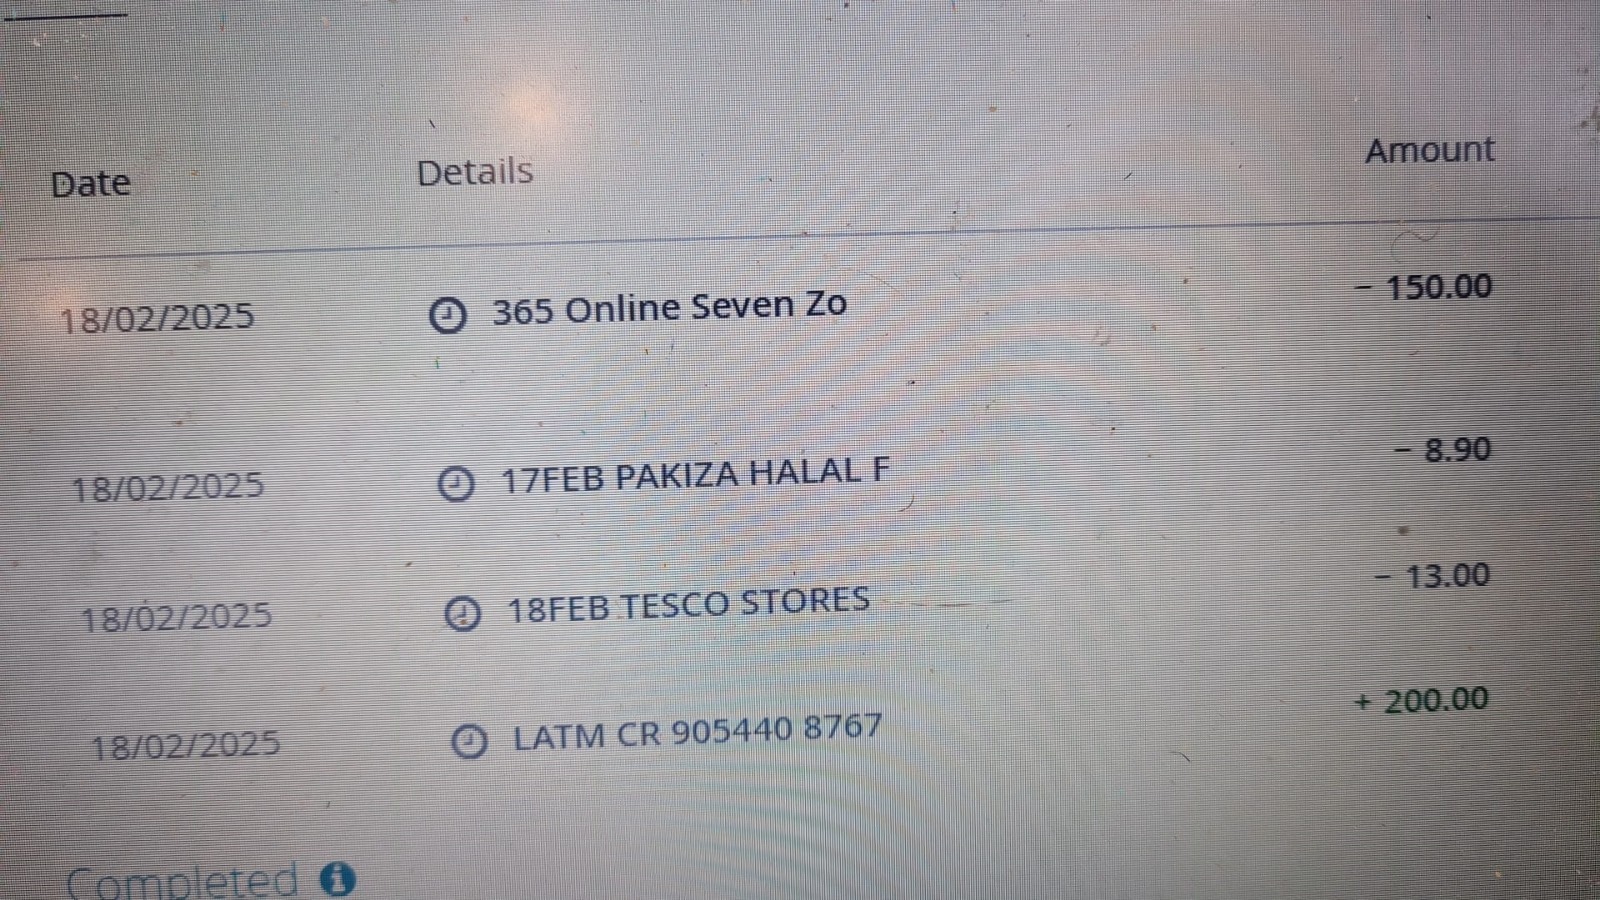 Date Details Amount
18/02/2025 365 Online Seven Zo – 150.00
18/02/2025 17FEB PAKIZA HALAL F – 8.90
18/02/2025 18FEB TESCO STORES – 13.00
18/02/2025 LATM CR 905440 8767 + 200.00
Completed i